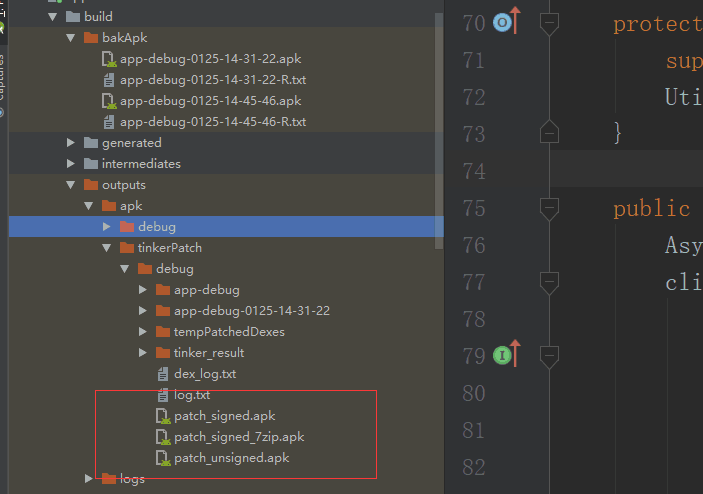 captures
build
bakApk
app-debug-0125-14-31-22.apk
app-debug-0125-14-31-22-R.txt
app-debug-0125-14-45-46.apk
app-debug-0125-14-45-46-R.txt
generated
intermediates
outputs
apk
debug
tinkerPatch
debug
app-debug
app-debug-0125-14-31-22
tempPatchedDexes
tinker_result
dex_log.txt
log.txt
patch_signed.apk
patch_signed_7zip.apk
patch_unsigned.apk
logs
70 O protect
71 sup
72 Uti
73 }
74
75 public
76 Asy
77 cli
78
79 I
80
81
82